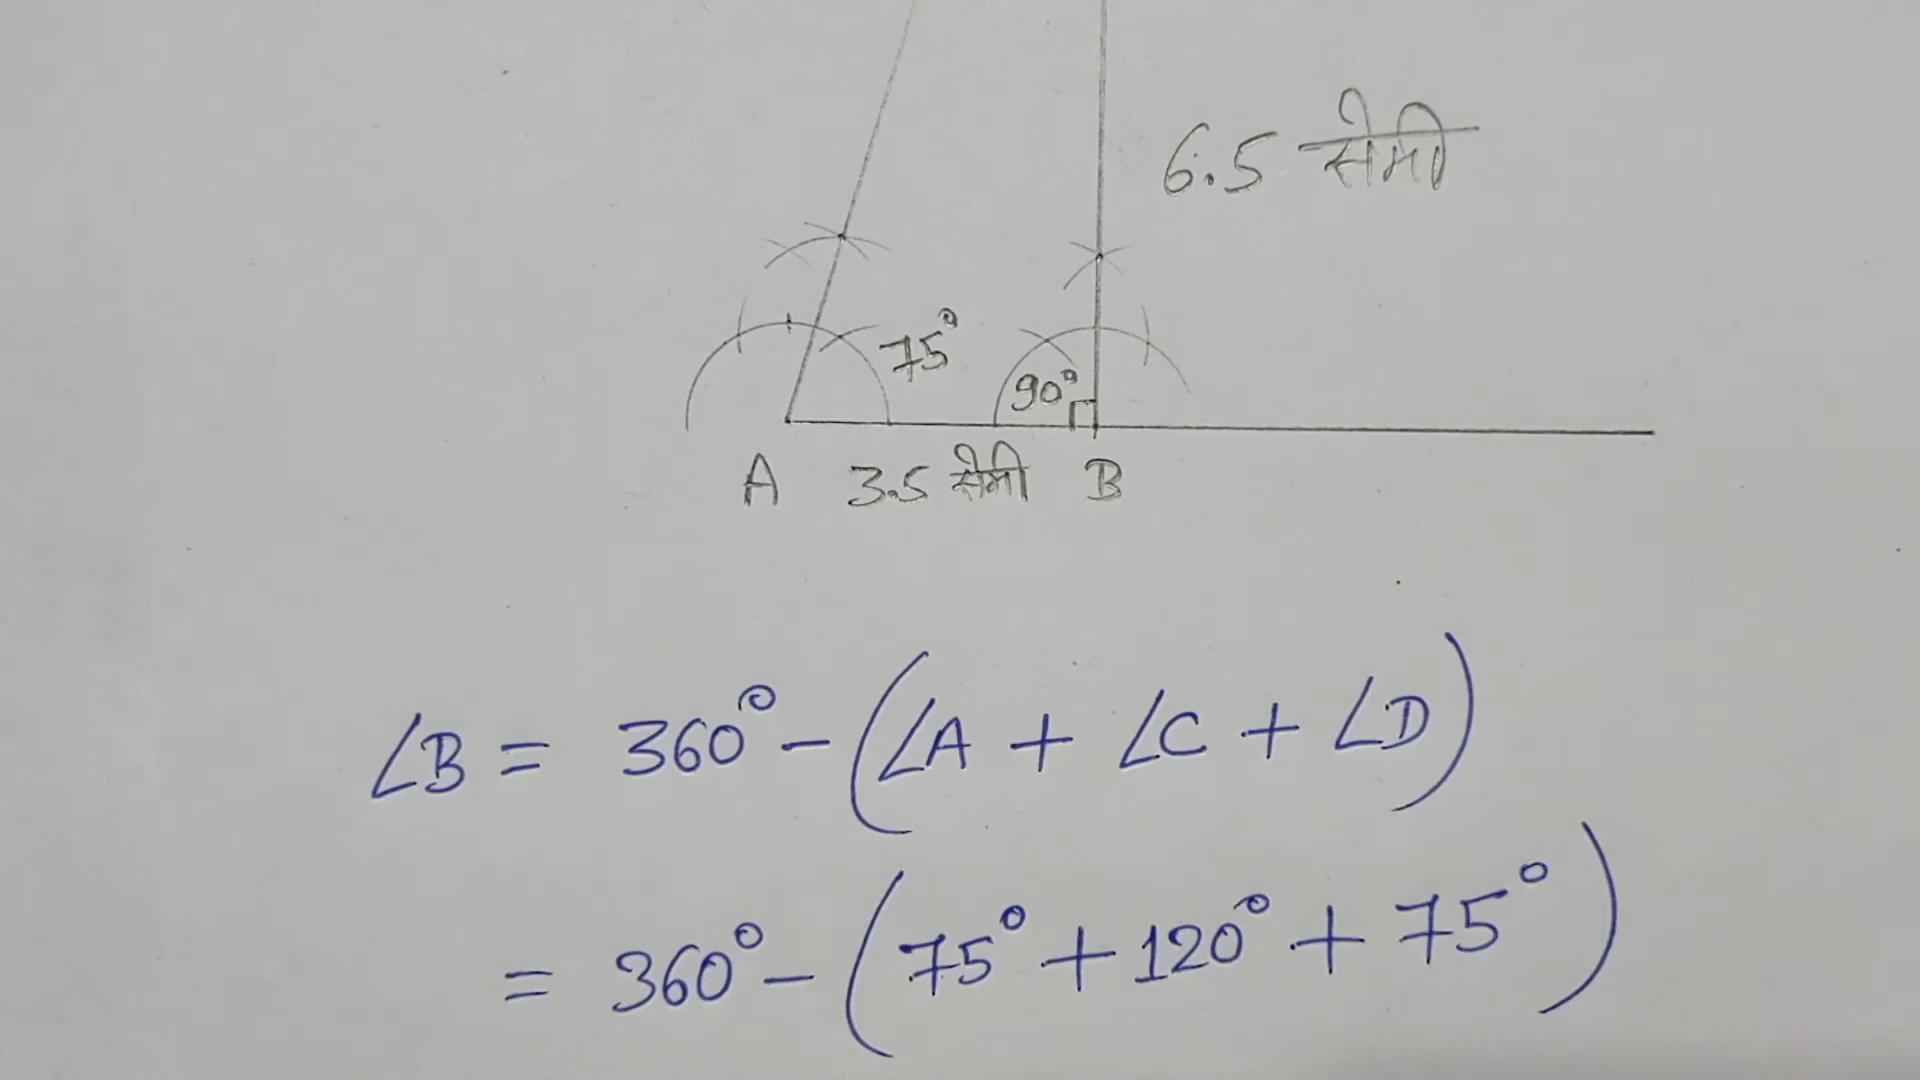 6.5 सेमी
75°
90°
A 3.5 सेमी B
∠B = 360° - (∠A + ∠C + ∠D)
= 360° - (75° + 120° + 75°)